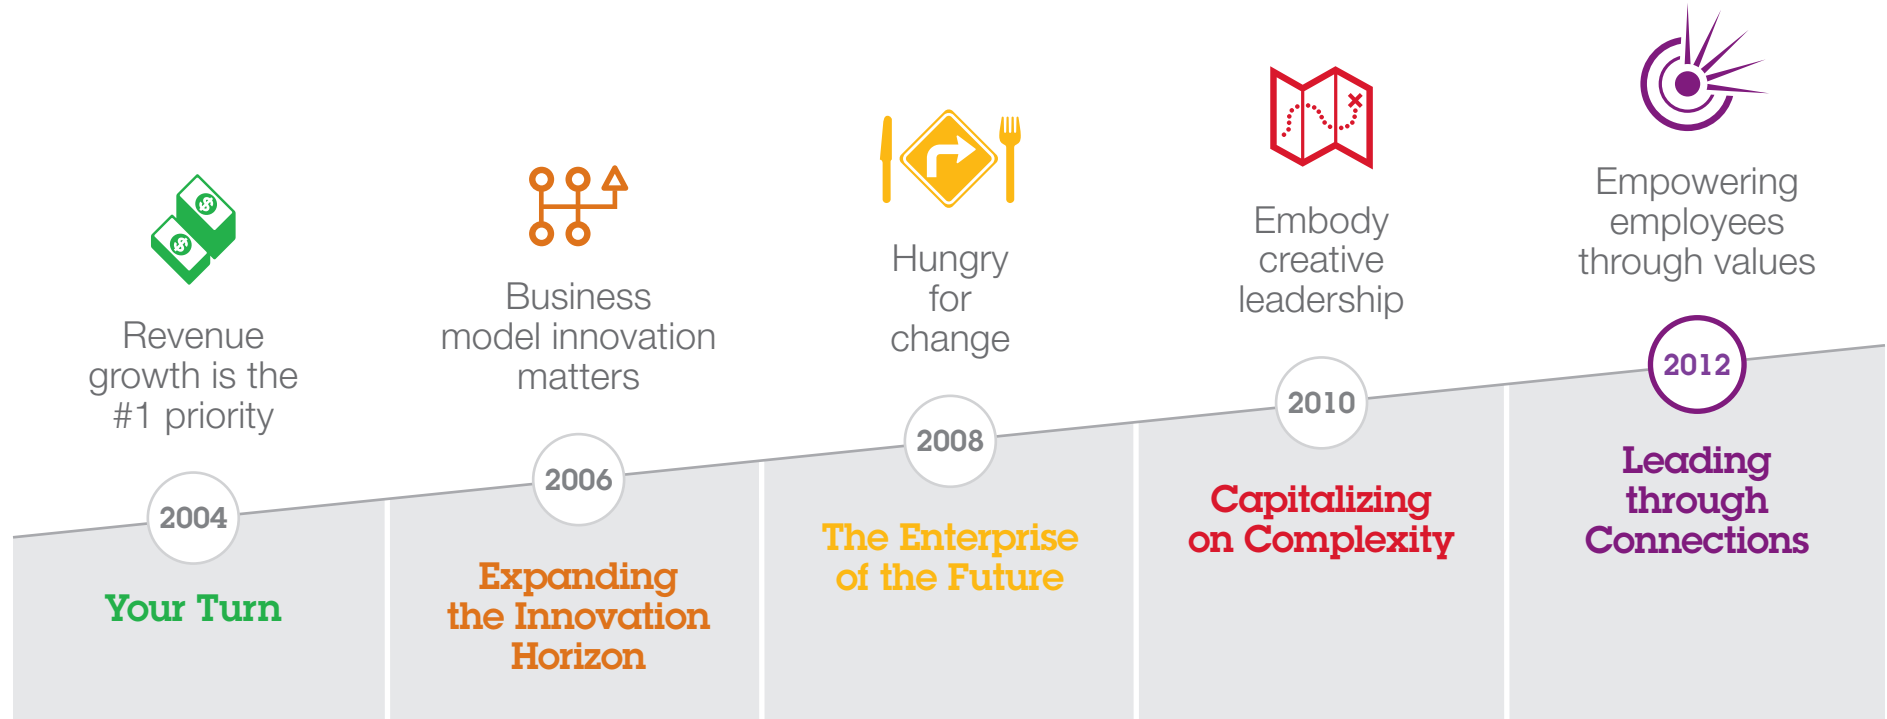 Revenue
growth is the
#1 priority
2004
Your Turn
Business
model innovation
matters
2006
Expanding
the Innovation
Horizon
Hungry
for
change
2008
The Enterprise
of the Future
Embody
creative
leadership
2010
Capitalizing
on Complexity
Empowering
employees
through values
2012
Leading
through
Connections